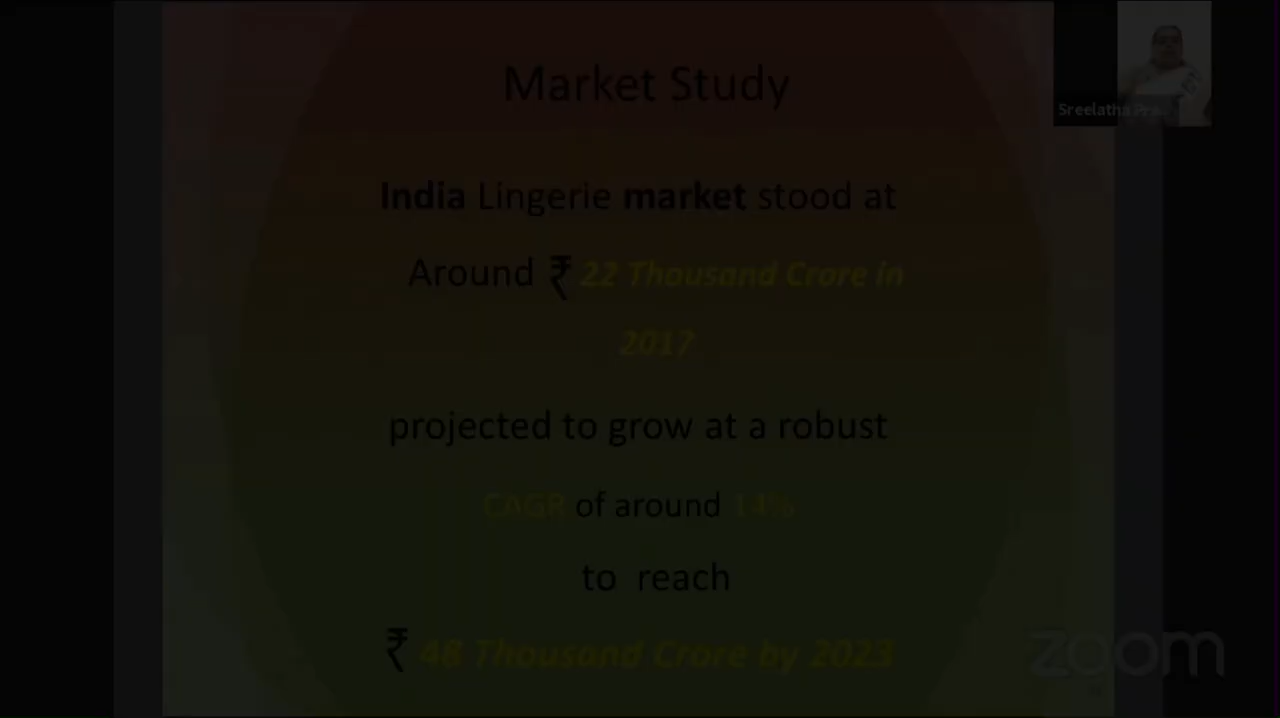 Market Study
Sreelatha
India Lingerie market stood at
Around ₹ 22 Thousand Crore in
2017
projected to grow at a robust
CAGR of around 14%
to reach
₹ 48 Thousand Crore by 2023
zoom